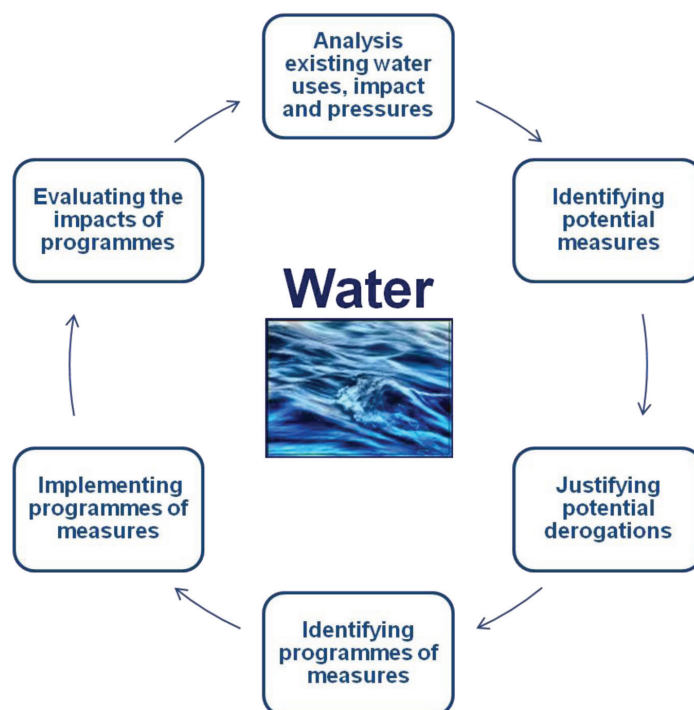 Analysis
existing water
uses, impact
and pressures
Identifying
potential
measures
Justifying
potential
derogations
Identifying
programmes of
measures
Implementing
programmes of
measures
Evaluating the
impacts of
programmes
Water